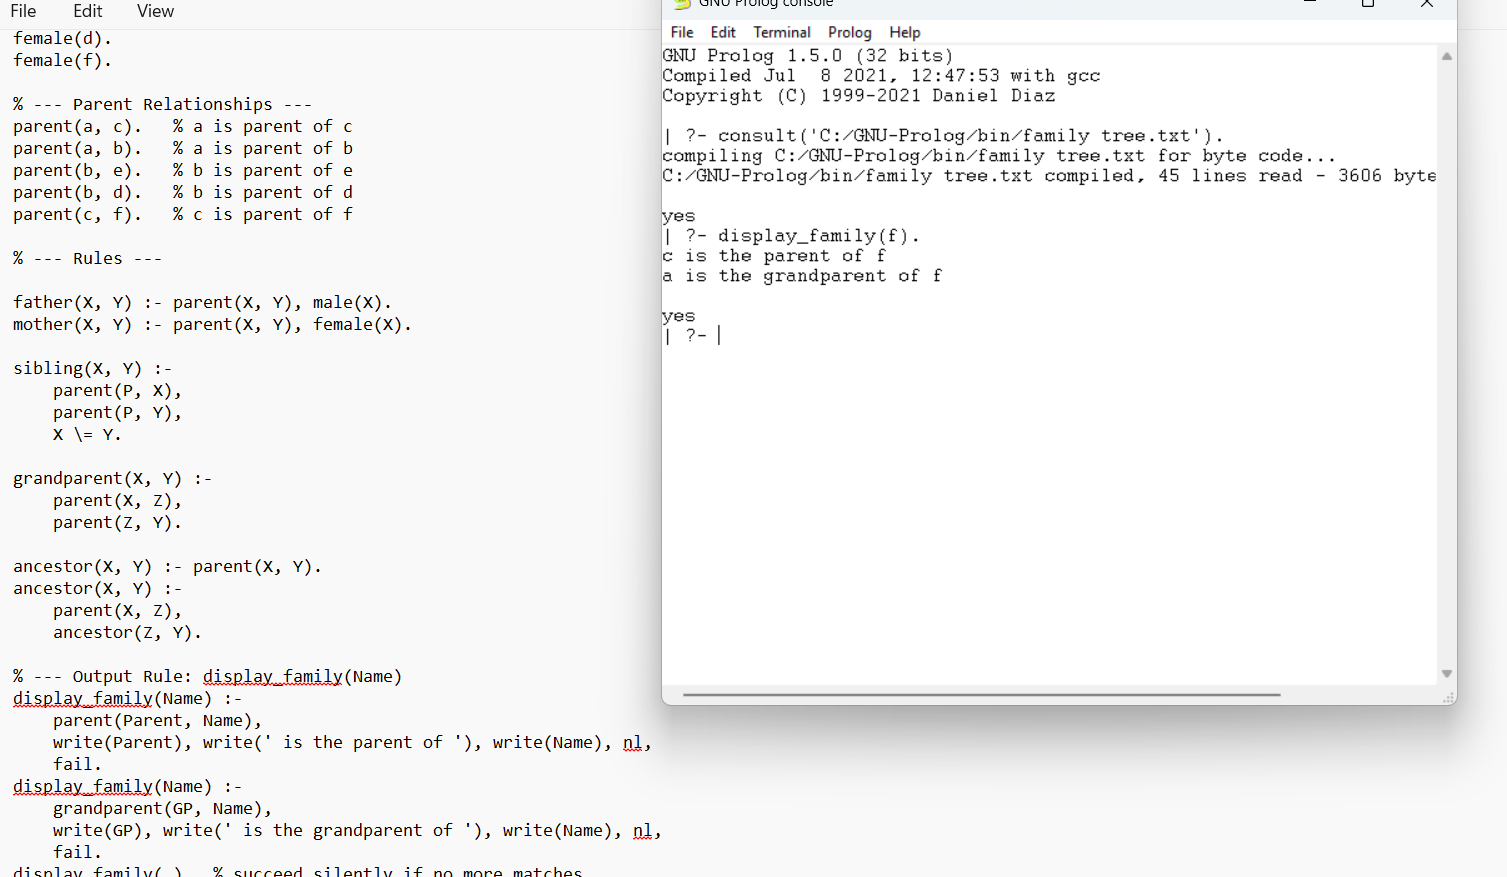 File Edit View
female(d).
female(f).
% --- Parent Relationships ---
parent(a, c).   % a is parent of c
parent(a, b).   % a is parent of b
parent(b, e).   % b is parent of e
parent(b, d).   % b is parent of d
parent(c, f).   % c is parent of f
% --- Rules ---
father(X, Y) :- parent(X, Y), male(X).
mother(X, Y) :- parent(X, Y), female(X).
sibling(X, Y) :-
    parent(P, X),
    parent(P, Y),
    X \= Y.
grandparent(X, Y) :-
    parent(X, Z),
    parent(Z, Y).
ancestor(X, Y) :- parent(X, Y).
ancestor(X, Y) :-
    parent(X, Z),
    ancestor(Z, Y).
% --- Output Rule: display_family(Name)
display_family(Name) :-
    parent(Parent, Name),
    write(Parent), write(' is the parent of '), write(Name), nl,
    fail.
display_family(Name) :-
    grandparent(GP, Name),
    write(GP), write(' is the grandparent of '), write(Name), nl,
    fail.
display_family(_).  % succeed silently if no more matches
GNU Prolog console
File Edit Terminal Prolog Help
GNU Prolog 1.5.0 (32 bits)
Compiled Jul  8 2021, 12:47:53 with gcc
Copyright (C) 1999-2021 Daniel Diaz
| ?- consult('C:/GNU-Prolog/bin/family tree.txt').
compiling C:/GNU-Prolog/bin/family tree.txt for byte code...
C:/GNU-Prolog/bin/family tree.txt compiled, 45 lines read - 3606 byte
yes
| ?- display_family(f).
c is the parent of f
a is the grandparent of f
yes
| ?-